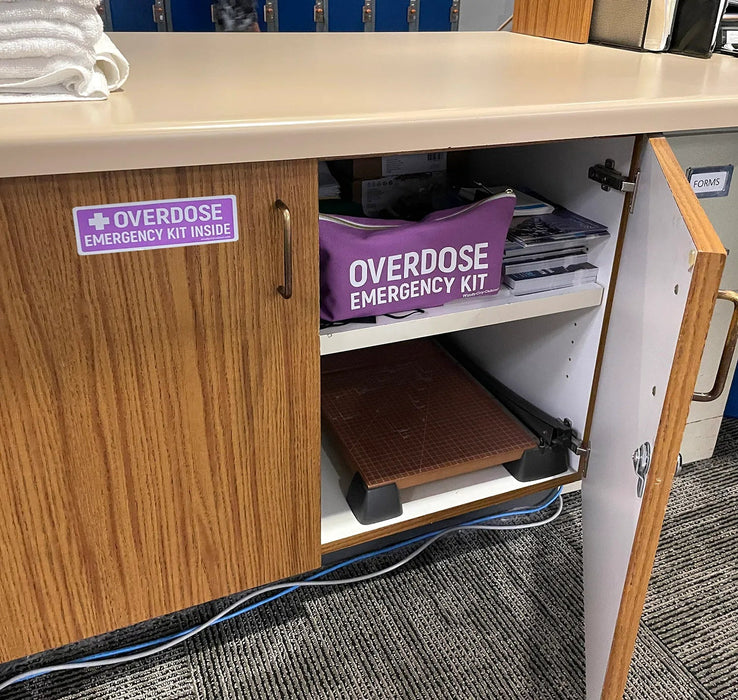 OVERDOSE
EMERGENCY KIT INSIDE
OVERDOSE
EMERGENCY KIT
FORMS